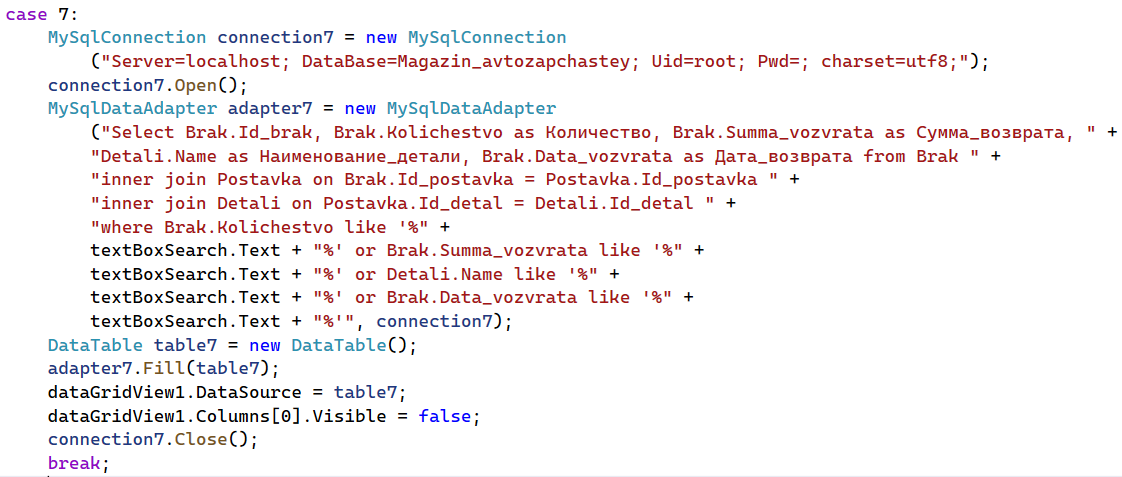 case 7:
MySqlConnection connection7 = new MySqlConnection
("Server=localhost; DataBase=Magazin_avtozapchastey; Uid=root; Pwd=; charset=utf8;");
connection7.Open();
MySqlDataAdapter adapter7 = new MySqlDataAdapter
("Select Brak.Id_brak, Brak.Kolichestvo as Количество, Brak.Summa_vozvrata as Сумма_возврата, " +
"Detali.Name as Наименование_детали, Brak.Data_vozvrata as Дата_возврата from Brak " +
"inner join Postavka on Brak.Id_postavka = Postavka.Id_postavka " +
"inner join Detali on Postavka.Id_detal = Detali.Id_detal " +
"where Brak.Kolichestvo like '%" +
textBoxSearch.Text + "%' or Brak.Summa_vozvrata like '%" +
textBoxSearch.Text + "%' or Detali.Name like '%" +
textBoxSearch.Text + "%' or Brak.Data_vozvrata like '%" +
textBoxSearch.Text + "%'", connection7);
DataTable table7 = new DataTable();
adapter7.Fill(table7);
dataGridView1.DataSource = table7;
dataGridView1.Columns[0].Visible = false;
connection7.Close();
break;